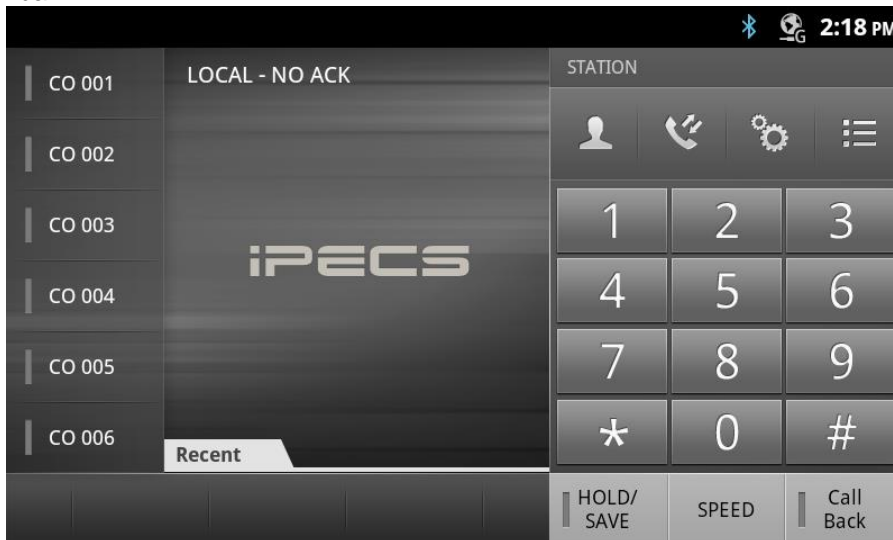 G 2:18 PM
CO 001
CO 002
CO 003
CO 004
CO 005
CO 006
LOCAL - NO ACK
iPECS
Recent
STATION
1 2 3
4 5 6
7 8 9
* 0 #
HOLD/
SAVE
SPEED
Call
Back